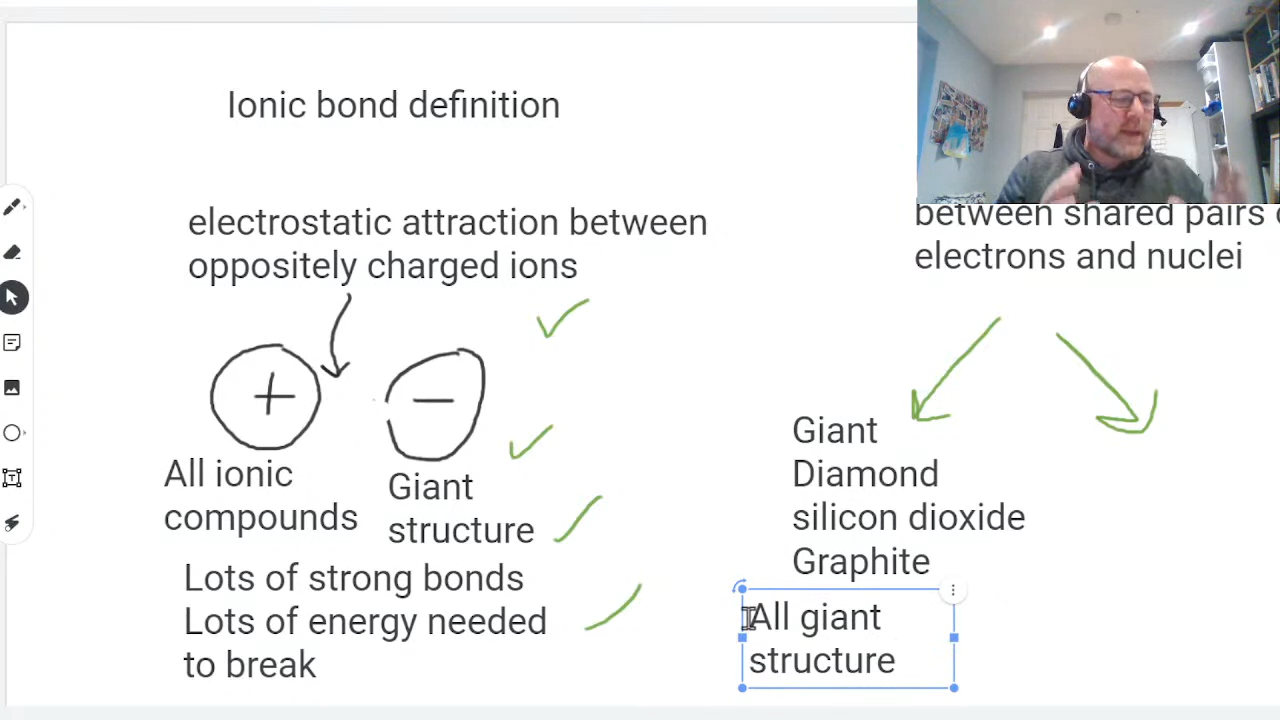 Ionic bond definition
electrostatic attraction between
oppositely charged ions
+
−
All ionic
compounds
Giant
structure
Lots of strong bonds
Lots of energy needed
to break
between shared pairs
electrons and nuclei
Giant
Diamond
silicon dioxide
Graphite
All giant
structure